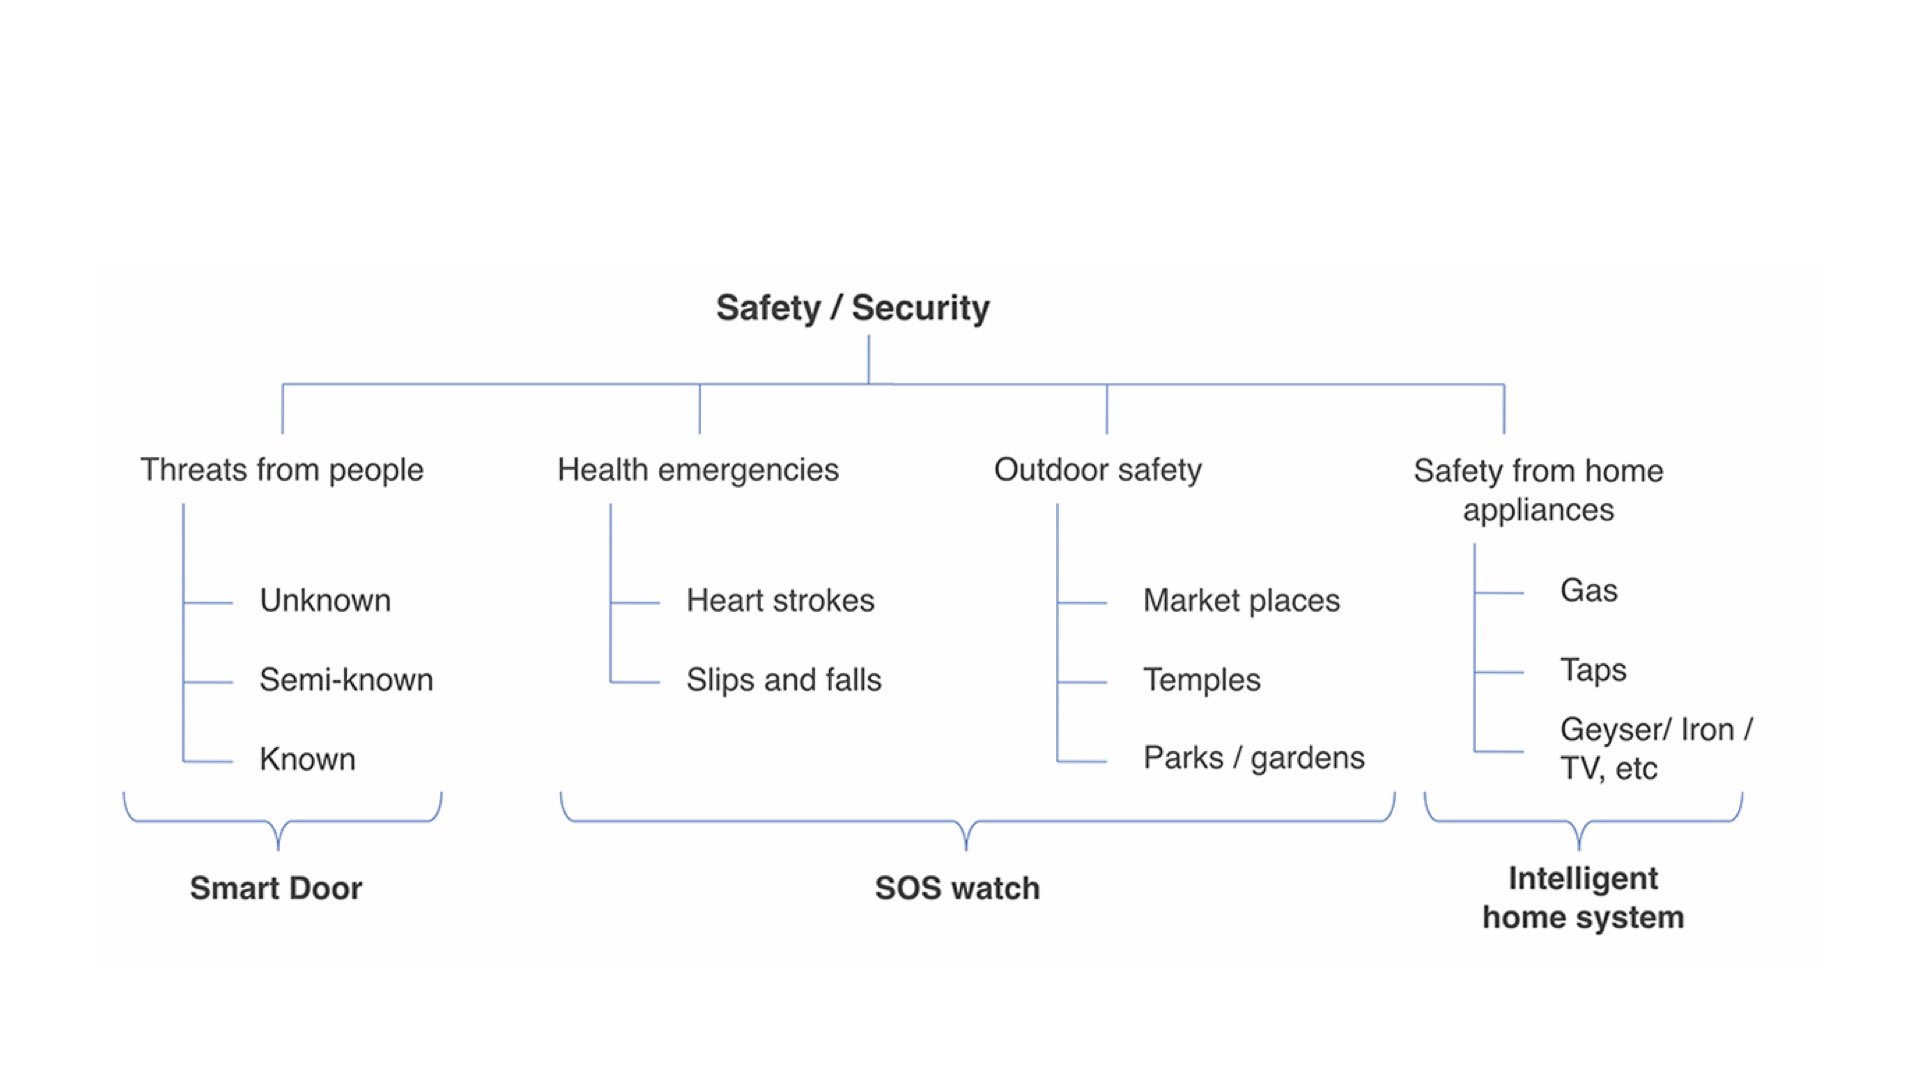 Safety / Security
Threats from people
Unknown
Semi-known
Known
Smart Door
Health emergencies
Heart strokes
Slips and falls
Outdoor safety
Market places
Temples
Parks / gardens
SOS watch
Safety from home
appliances
Gas
Taps
Geyser/ Iron /
TV, etc
Intelligent
home system